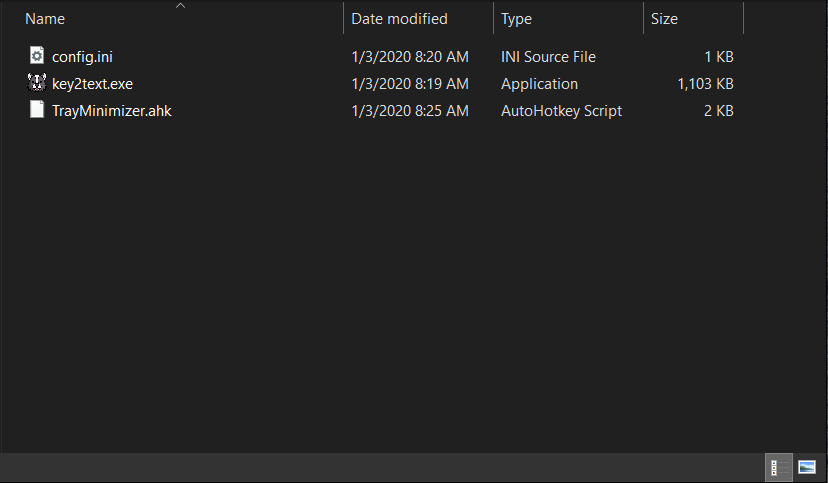 Name Date modified Type Size
config.ini 1/3/2020 8:20 AM INI Source File 1 KB
key2text.exe 1/3/2020 8:19 AM Application 1,103 KB
TrayMinimizer.ahk 1/3/2020 8:25 AM AutoHotkey Script 2 KB